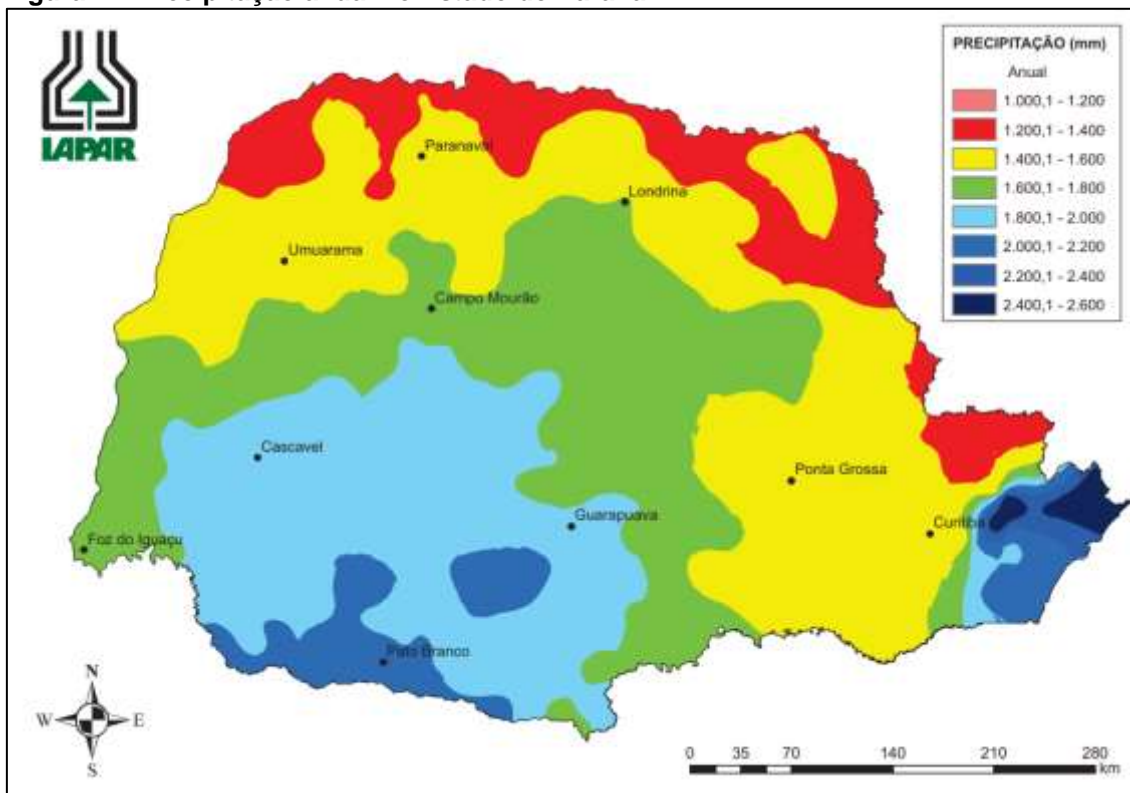 IAPAR
PRECIPITAÇÃO (mm)
Anual
1.000,1 - 1.200
1.200,1 - 1.400
1.400,1 - 1.600
1.600,1 - 1.800
1.800,1 - 2.000
2.000,1 - 2.200
2.200,1 - 2.400
2.400,1 - 2.600
Paranavaí
Londrina
Umuarama
Campo Mourão
Cascavel
Ponta Grossa
Guarapuava
Curitiba
Foz do Iguaçu
Pato Branco
N
W E
S
0 35 70 140 210 280
km